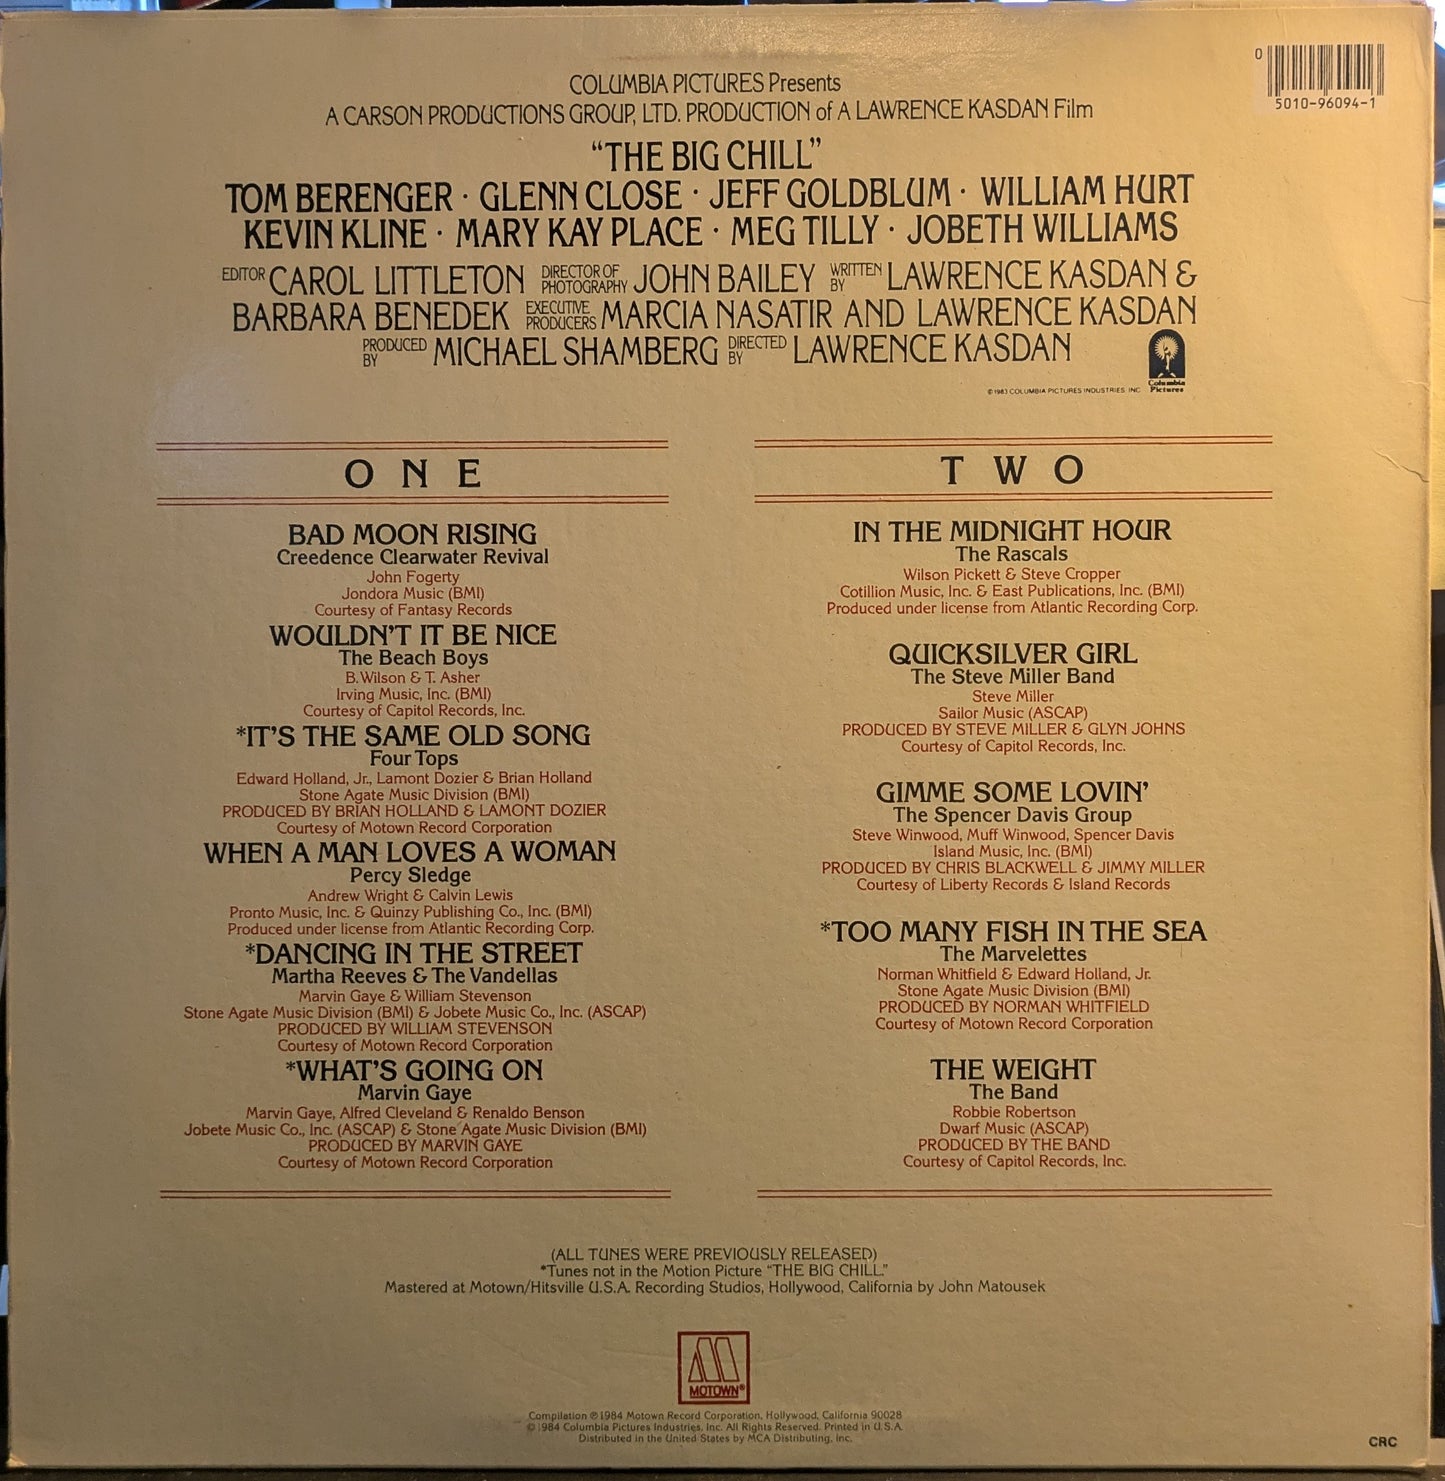 0
5010-96094-1
COLUMBIA PICTURES Presents
A CARSON PRODUCTIONS GROUP, LTD. PRODUCTION of A LAWRENCE KASDAN Film
“THE BIG CHILL”
TOM BERENGER · GLENN CLOSE · JEFF GOLDBLUM · WILLIAM HURT
KEVIN KLINE · MARY KAY PLACE · MEG TILLY · JOBETH WILLIAMS
EDITOR CAROL LITTLETON DIRECTOR OF PHOTOGRAPHY JOHN BAILEY WRITTEN BY LAWRENCE KASDAN &
BARBARA BENEDEK EXECUTIVE PRODUCERS MARCIA NASATIR AND LAWRENCE KASDAN
PRODUCED BY MICHAEL SHAMBERG DIRECTED BY LAWRENCE KASDAN
Columbia
Pictures
©1983 COLUMBIA PICTURES INDUSTRIES, INC.
ONE
BAD MOON RISING
Creedence Clearwater Revival
John Fogerty
Jondora Music (BMI)
Courtesy of Fantasy Records
WOULDN'T IT BE NICE
The Beach Boys
B. Wilson & T. Asher
Irving Music, Inc. (BMI)
Courtesy of Capitol Records, Inc.
*IT'S THE SAME OLD SONG
Four Tops
Edward Holland, Jr., Lamont Dozier & Brian Holland
Stone Agate Music Division (BMI)
PRODUCED BY BRIAN HOLLAND & LAMONT DOZIER
Courtesy of Motown Record Corporation
WHEN A MAN LOVES A WOMAN
Percy Sledge
Andrew Wright & Calvin Lewis
Pronto Music, Inc. & Quinzy Publishing Co., Inc. (BMI)
Produced under license from Atlantic Recording Corp.
*DANCING IN THE STREET
Martha Reeves & The Vandellas
Marvin Gaye & William Stevenson
Stone Agate Music Division (BMI) & Jobete Music Co., Inc. (ASCAP)
PRODUCED BY WILLIAM STEVENSON
Courtesy of Motown Record Corporation
*WHAT'S GOING ON
Marvin Gaye
Marvin Gaye, Alfred Cleveland & Renaldo Benson
Jobete Music Co., Inc. (ASCAP) & Stone Agate Music Division (BMI)
PRODUCED BY MARVIN GAYE
Courtesy of Motown Record Corporation
TWO
IN THE MIDNIGHT HOUR
The Rascals
Wilson Pickett & Steve Cropper
Cotillion Music, Inc. & East Publications, Inc. (BMI)
Produced under license from Atlantic Recording Corp.
QUICKSILVER GIRL
The Steve Miller Band
Steve Miller
Sailor Music (ASCAP)
PRODUCED BY STEVE MILLER & GLYN JOHNS
Courtesy of Capitol Records, Inc.
GIMME SOME LOVIN'
The Spencer Davis Group
Steve Winwood, Muff Winwood, Spencer Davis
Island Music, Inc. (BMI)
PRODUCED BY CHRIS BLACKWELL & JIMMY MILLER
Courtesy of Liberty Records & Island Records
*TOO MANY FISH IN THE SEA
The Marvelettes
Norman Whitfield & Edward Holland, Jr.
Stone Agate Music Division (BMI)
PRODUCED BY NORMAN WHITFIELD
Courtesy of Motown Record Corporation
THE WEIGHT
The Band
Robbie Robertson
Dwarf Music (ASCAP)
PRODUCED BY THE BAND
Courtesy of Capitol Records, Inc.
(ALL TUNES WERE PREVIOUSLY RELEASED)
*Tunes not in the Motion Picture “THE BIG CHILL.”
Mastered at Motown/Hitsville U.S.A. Recording Studios, Hollywood, California by John Matousek
MOTOWN®
Compilation ℗1984 Motown Record Corporation, Hollywood, California 90028
© 1984 Columbia Pictures Industries, Inc. All Rights Reserved. Printed in U.S.A.
Distributed in the United States by MCA Distributing, Inc.
CRC